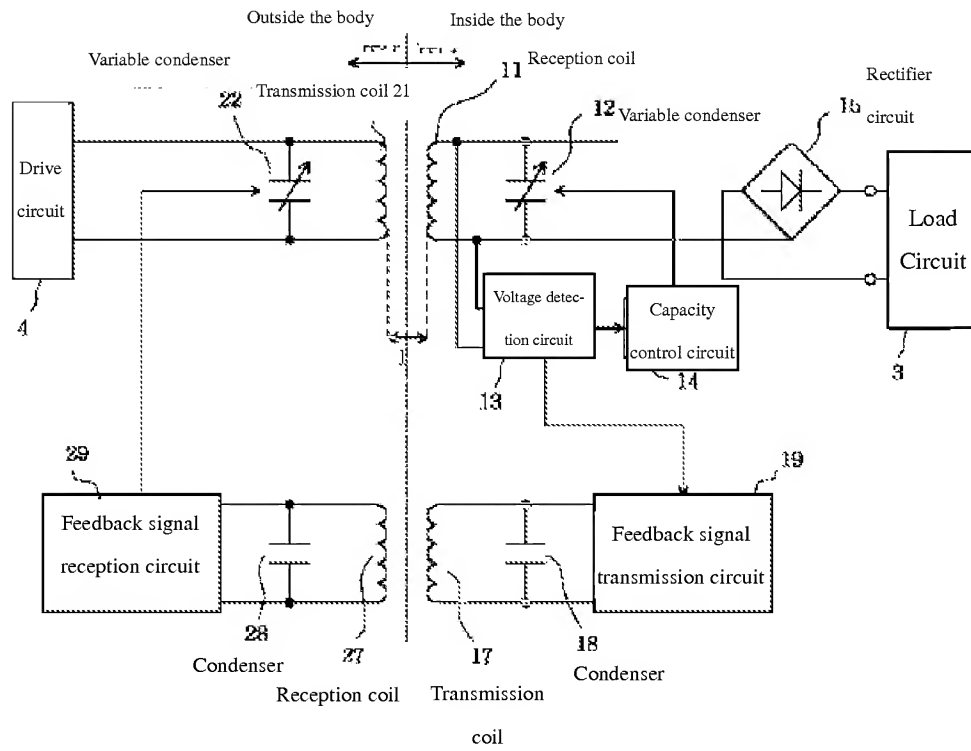 Outside the body
Inside the body
Variable condenser
11 Reception coil
Rectifier
circuit
Transmission coil 21
22
12 Variable condenser
15
Drive
circuit
Load
Circuit
4
Voltage detec-
tion circuit
Capacity
control circuit
13
14
3
29
19
Feedback signal
reception circuit
Feedback signal
transmission circuit
28
27
17
18
Condenser
Condenser
Reception coil
Transmission
coil